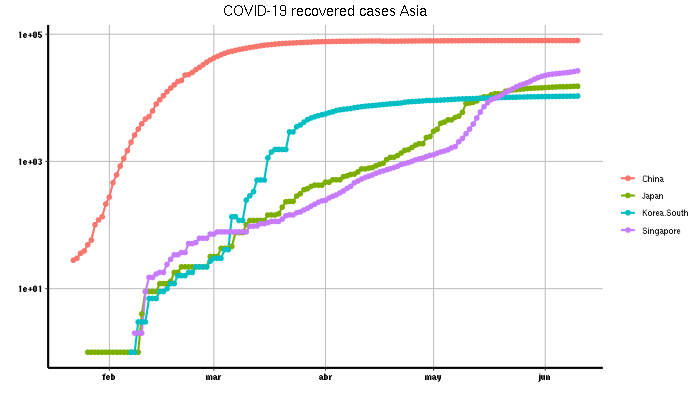 COVID-19 recovered cases Asia
1e+05
1e+03
1e+01
feb mar abr may jun
China
Japan
Korea.South
Singapore